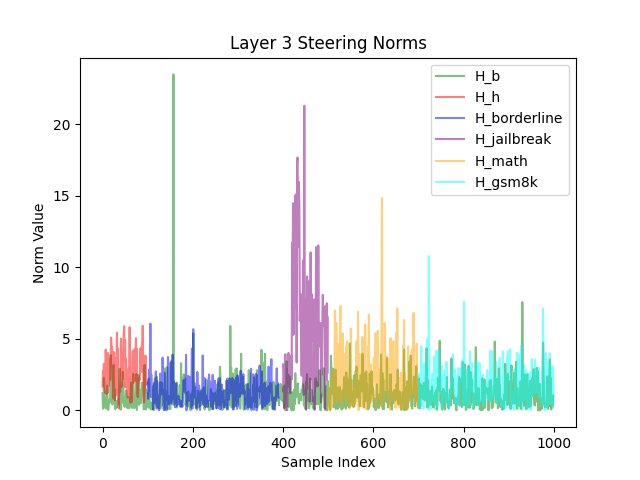 Layer 3 Steering Norms
H_b
H_h
H_borderline
H_jailbreak
H_math
H_gsm8k
Norm Value
20
15
10
5
0
0 200 400 600 800 1000
Sample Index